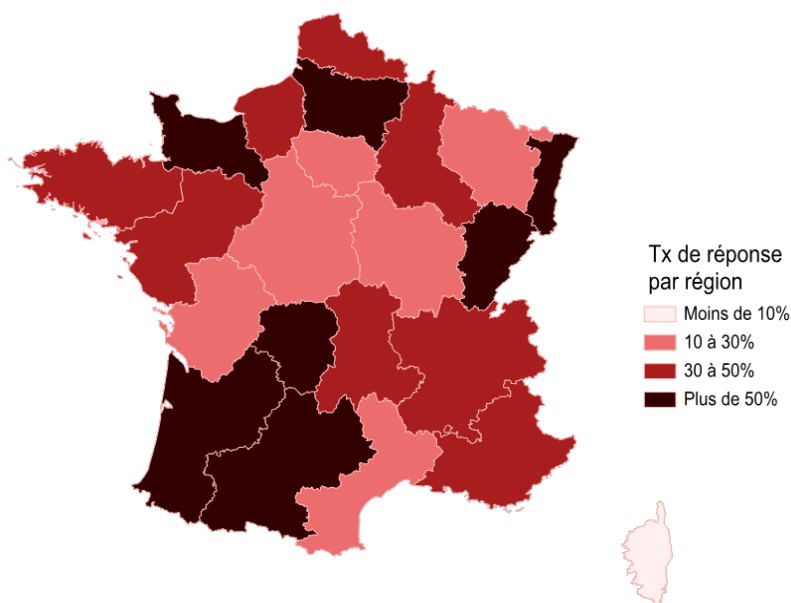 Tx de réponse
par région
Moins de 10%
10 à 30%
30 à 50%
Plus de 50%